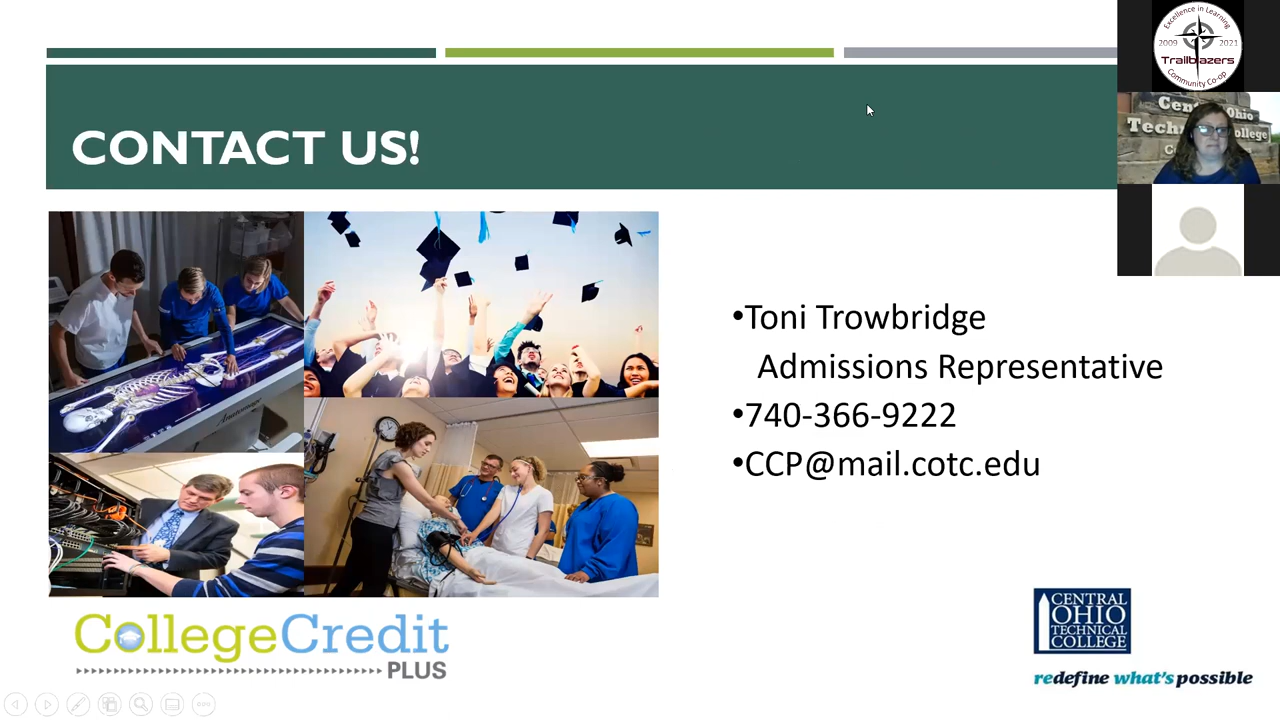 CONTACT US!
Excellence in Learning
2009 2021
Trailblazers
Community Co-op
Central Ohio
Technical College
•Toni Trowbridge
Admissions Representative
•740-366-9222
•CCP@mail.cotc.edu
Anatomage
CollegeCredit
PLUS
CENTRAL
OHIO
TECHNICAL
COLLEGE
redefine what's possible